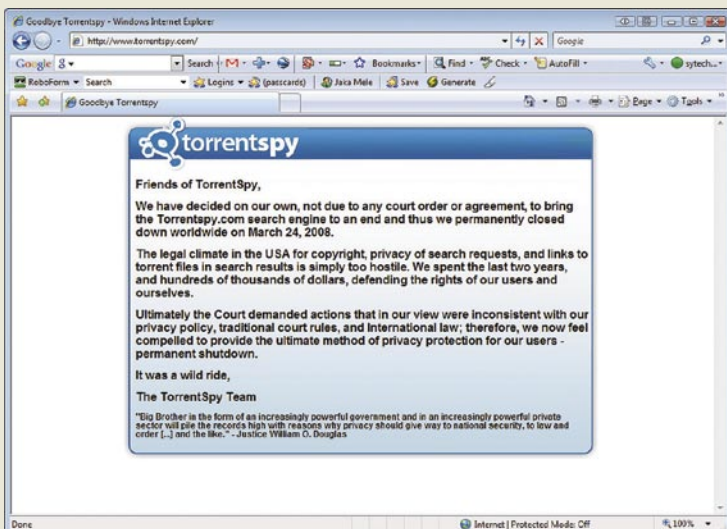 Goodbye Torrentspy - Windows Internet Explorer
http://www.torrentspy.com/
Google
Google
Search
Bookmarks
Find
Check
AutoFill
sytech...
RoboForm
Search
Logins
(passcards)
Jaka Mele
Save
Generate
Goodbye Torrentspy
Page
Tools
torrentspy
Friends of TorrentSpy,
We have decided on our own, not due to any court order or agreement, to bring
the Torrentspy.com search engine to an end and thus we permanently closed
down worldwide on March 24, 2008.
The legal climate in the USA for copyright, privacy of search requests, and links to
torrent files in search results is simply too hostile. We spent the last two years,
and hundreds of thousands of dollars, defending the rights of our users and
ourselves.
Ultimately the Court demanded actions that in our view were inconsistent with our
privacy policy, traditional court rules, and International law; therefore, we now feel
compelled to provide the ultimate method of privacy protection for our users -
permanent shutdown.
It was a wild ride,
The TorrentSpy Team
"Big Brother in the form of an increasingly powerful government and in an increasingly powerful private
sector will pile the records high with reasons why privacy should give way to national security, to law and
order [...] and the like." - Justice William O. Douglas
Done
Internet | Protected Mode: Off
100%